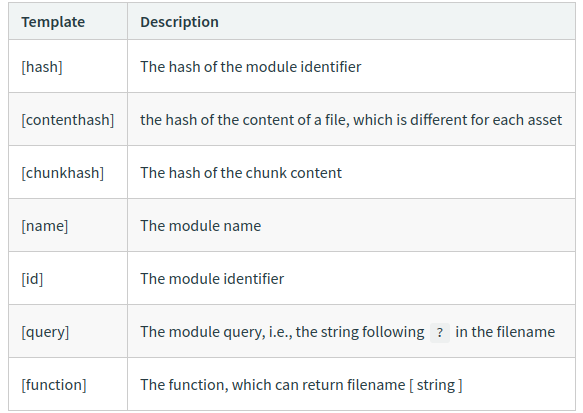 Template Description
[hash] The hash of the module identifier
[contenthash] the hash of the content of a file, which is different for each asset
[chunkhash] The hash of the chunk content
[name] The module name
[id] The module identifier
[query] The module query, i.e., the string following ? in the filename
[function] The function, which can return filename [ string ]